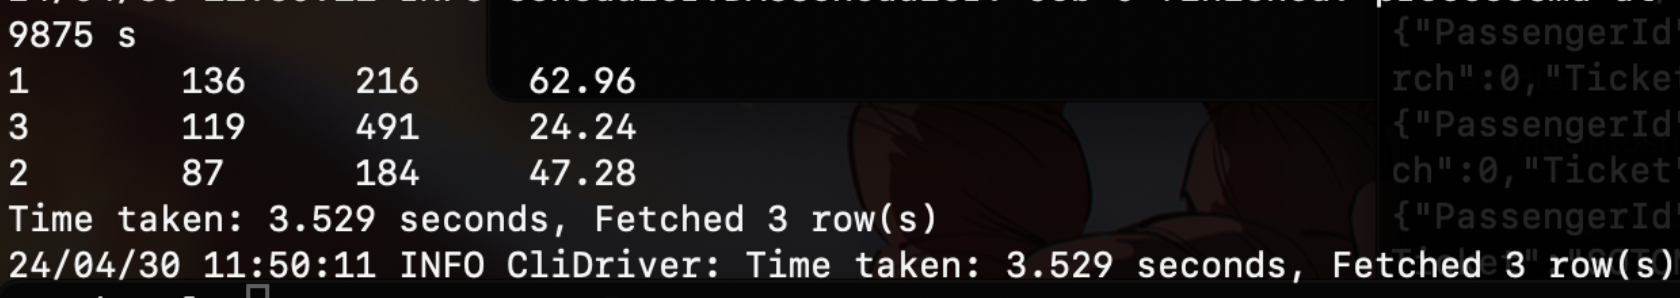 9875 s
1 136 216 62.96
3 119 491 24.24
2 87 184 47.28
Time taken: 3.529 seconds, Fetched 3 row(s)
24/04/30 11:50:11 INFO CliDriver: Time taken: 3.529 seconds, Fetched 3 row(s)
{"PassengerId"
rch":0,"Ticke
{"PassengerId
ch":0,"Ticket
{"PassengerId